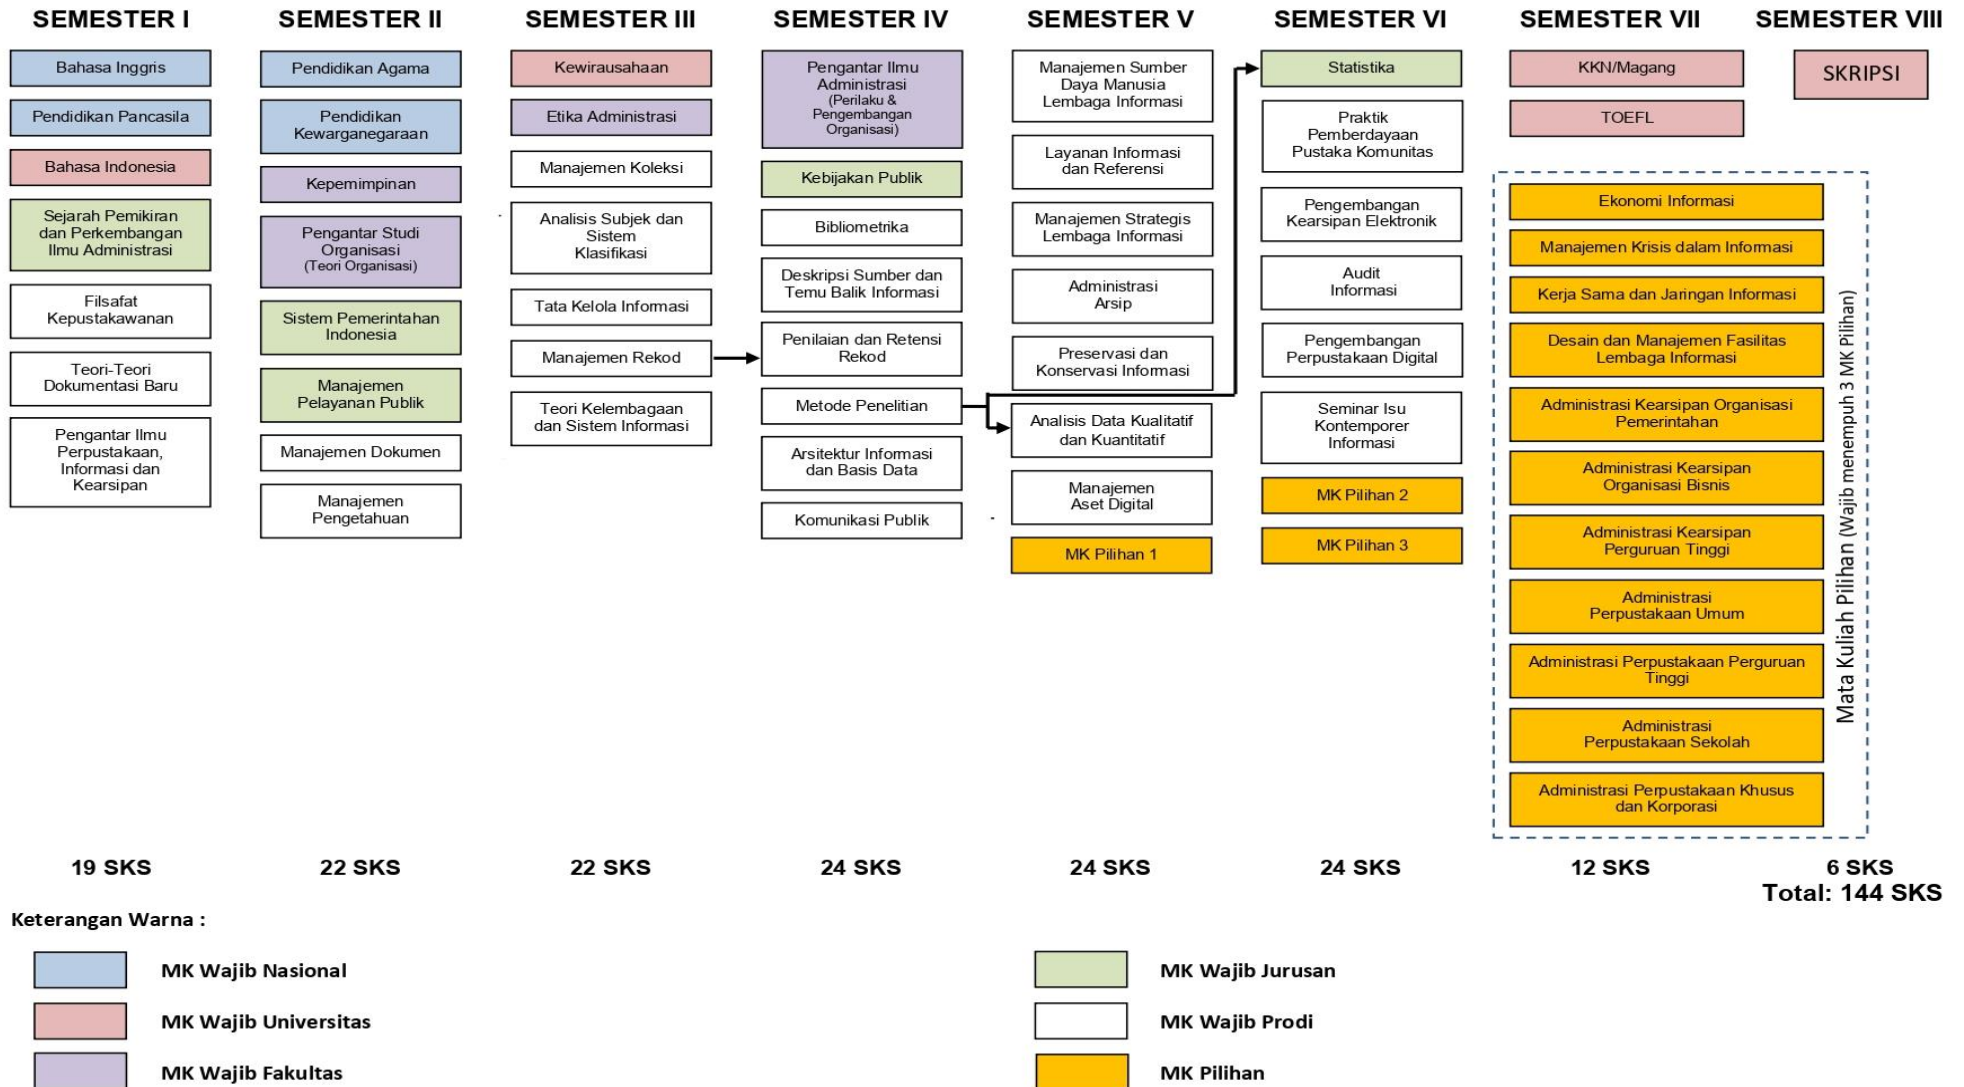 SEMESTER I
Bahasa Inggris
Pendidikan Pancasila
Bahasa Indonesia
Sejarah Pemikiran
dan Perkembangan
Ilmu Administrasi
Filsafat
Kepustakawanan
Teori-Teori
Dokumentasi Baru
Pengantar Ilmu
Perpustakaan,
Informasi dan
Kearsipan
19 SKS
SEMESTER II
Pendidikan Agama
Pendidikan
Kewarganegaraan
Kepemimpinan
Pengantar Studi
Organisasi
(Teori Organisasi)
Sistem Pemerintahan
Indonesia
Manajemen
Pelayanan Publik
Manajemen Dokumen
Manajemen
Pengetahuan
22 SKS
SEMESTER III
Kewirausahaan
Etika Administrasi
Manajemen Koleksi
Analisis Subjek dan
Sistem
Klasifikasi
Tata Kelola Informasi
Manajemen Rekod
Teori Kelembagaan
dan Sistem Informasi
22 SKS
SEMESTER IV
Pengantar Ilmu
Administrasi
(Perilaku &
Pengembangan
Organisasi)
Kebijakan Publik
Bibliometrika
Deskripsi Sumber dan
Temu Balik Informasi
Penilaian dan Retensi
Rekod
Metode Penelitian
Arsitektur Informasi
dan Basis Data
Komunikasi Publik
24 SKS
SEMESTER V
Manajemen Sumber
Daya Manusia
Lembaga Informasi
Layanan Informasi
dan Referensi
Manajemen Strategis
Lembaga Informasi
Administrasi
Arsip
Preservasi dan
Konservasi Informasi
Analisis Data Kualitatif
dan Kuantitatif
Manajemen
Aset Digital
MK Pilihan 1
24 SKS
SEMESTER VI
Statistika
Praktik
Pemberdayaan
Pustaka Komunitas
Pengembangan
Kearsipan Elektronik
Audit
Informasi
Pengembangan
Perpustakaan Digital
Seminar Isu
Kontemporer
Informasi
MK Pilihan 2
MK Pilihan 3
24 SKS
SEMESTER VII
KKN/Magang
TOEFL
Ekonomi Informasi
Manajemen Krisis dalam Informasi
Kerja Sama dan Jaringan Informasi
Desain dan Manajemen Fasilitas
Lembaga Informasi
Administrasi Kearsipan Organisasi
Pemerintahan
Administrasi Kearsipan
Organisasi Bisnis
Administrasi Kearsipan
Perguruan Tinggi
Administrasi
Perpustakaan Umum
Administrasi Perpustakaan Perguruan
Tinggi
Administrasi
Perpustakaan Sekolah
Administrasi Perpustakaan Khusus
dan Korporasi
Mata Kuliah Pilihan (Wajib menempuh 3 MK Pilihan)
12 SKS
SEMESTER VIII
SKRIPSI
6 SKS
Total: 144 SKS
Keterangan Warna :
MK Wajib Nasional
MK Wajib Universitas
MK Wajib Fakultas
MK Wajib Jurusan
MK Wajib Prodi
MK Pilihan